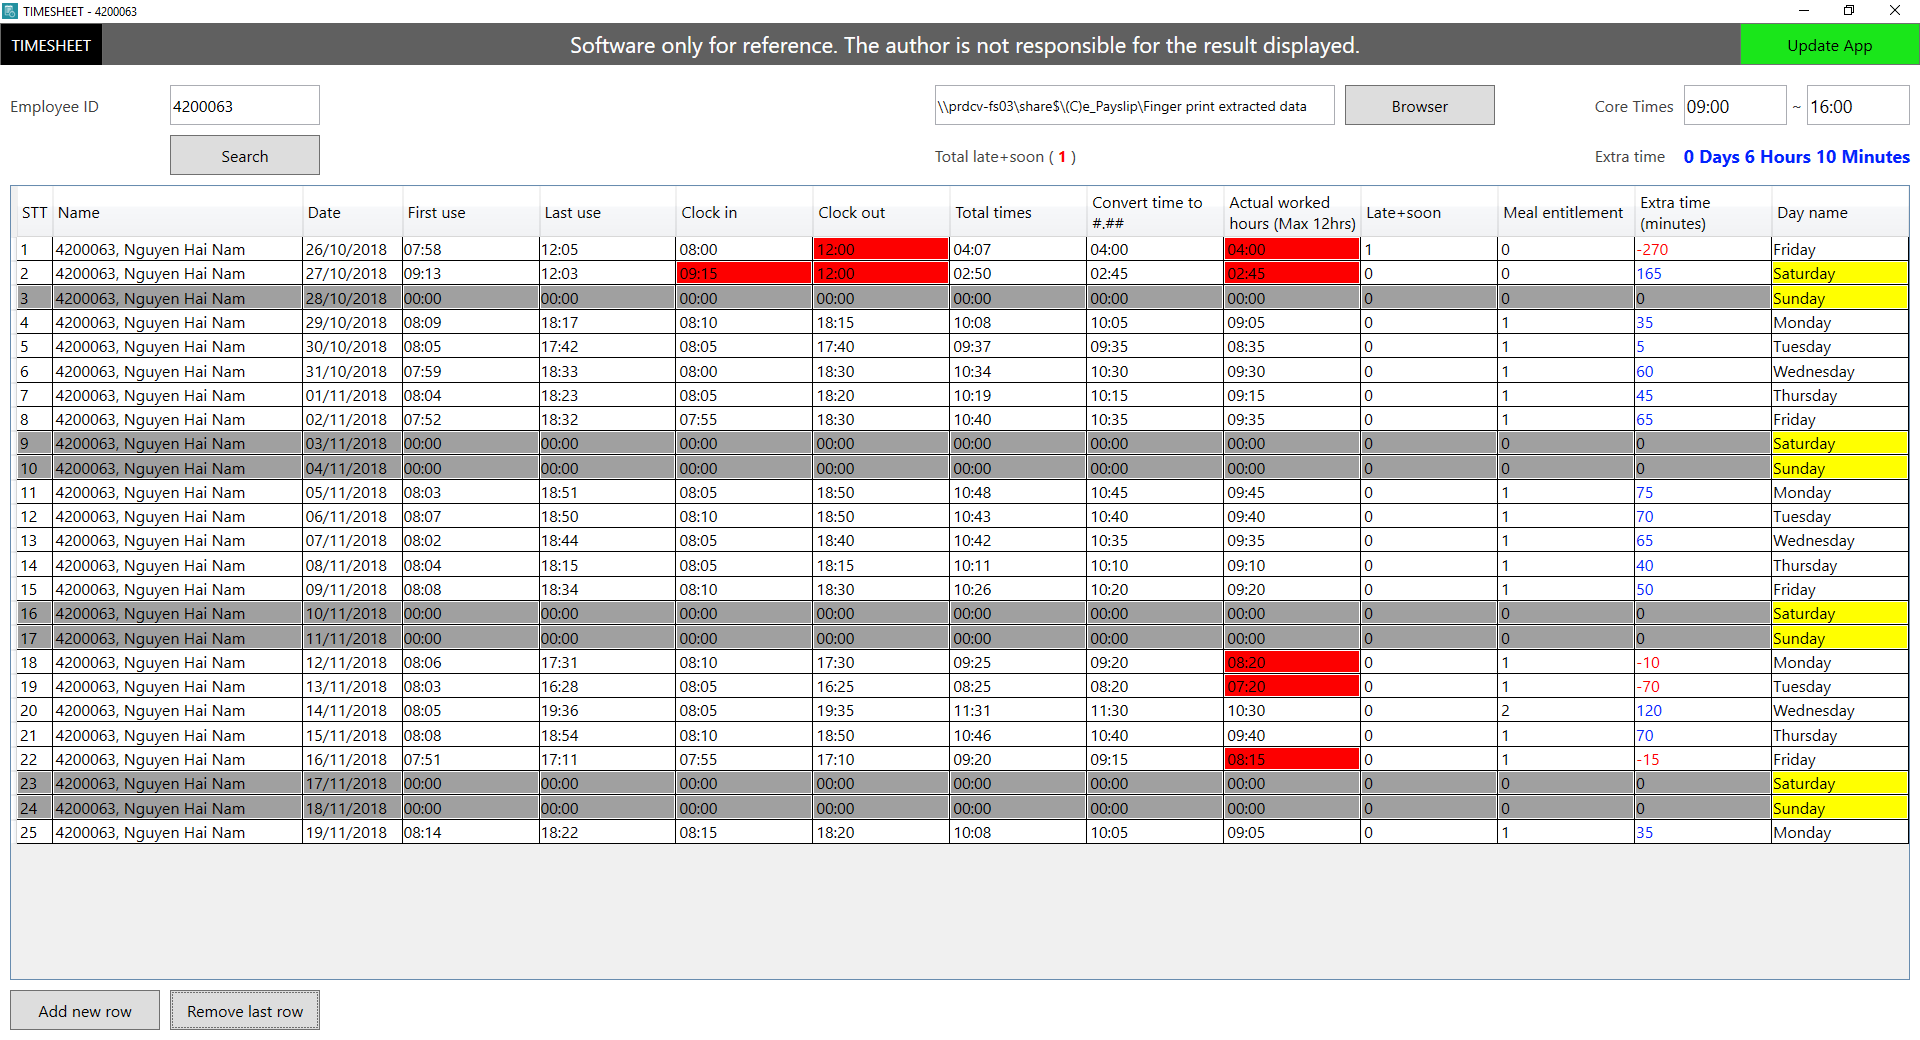 TIMESHEET - 4200063
TIMESHEET Software only for reference. The author is not responsible for the result displayed. Update App
Employee ID 4200063 \\prdcv-fs03\share$\(C)e_Payslip\Finger print extracted data Browser Core Times 09:00 ~ 16:00
Search Total late+soon ( 1 ) Extra time 0 Days 6 Hours 10 Minutes
STT Name Date First use Last use Clock in Clock out Total times Convert time to #.## Actual worked hours (Max 12hrs) Late+soon Meal entitlement Extra time (minutes) Day name
1 4200063, Nguyen Hai Nam 26/10/2018 07:58 12:05 08:00 12:00 04:07 04:00 04:00 1 0 -270 Friday
2 4200063, Nguyen Hai Nam 27/10/2018 09:13 12:03 09:15 12:00 02:50 02:45 02:45 0 0 165 Saturday
3 4200063, Nguyen Hai Nam 28/10/2018 00:00 00:00 00:00 00:00 00:00 00:00 00:00 0 0 0 Sunday
4 4200063, Nguyen Hai Nam 29/10/2018 08:09 18:17 08:10 18:15 10:08 10:05 09:05 0 1 35 Monday
5 4200063, Nguyen Hai Nam 30/10/2018 08:05 17:42 08:05 17:40 09:37 09:35 08:35 0 1 5 Tuesday
6 4200063, Nguyen Hai Nam 31/10/2018 07:59 18:33 08:00 18:30 10:34 10:30 09:30 0 1 60 Wednesday
7 4200063, Nguyen Hai Nam 01/11/2018 08:04 18:23 08:05 18:20 10:19 10:15 09:15 0 1 45 Thursday
8 4200063, Nguyen Hai Nam 02/11/2018 07:52 18:32 07:55 18:30 10:40 10:35 09:35 0 1 65 Friday
9 4200063, Nguyen Hai Nam 03/11/2018 00:00 00:00 00:00 00:00 00:00 00:00 00:00 0 0 0 Saturday
10 4200063, Nguyen Hai Nam 04/11/2018 00:00 00:00 00:00 00:00 00:00 00:00 00:00 0 0 0 Sunday
11 4200063, Nguyen Hai Nam 05/11/2018 08:03 18:51 08:05 18:50 10:48 10:45 09:45 0 1 75 Monday
12 4200063, Nguyen Hai Nam 06/11/2018 08:07 18:50 08:10 18:50 10:43 10:40 09:40 0 1 70 Tuesday
13 4200063, Nguyen Hai Nam 07/11/2018 08:02 18:44 08:05 18:40 10:42 10:35 09:35 0 1 65 Wednesday
14 4200063, Nguyen Hai Nam 08/11/2018 08:04 18:15 08:05 18:15 10:11 10:10 09:10 0 1 40 Thursday
15 4200063, Nguyen Hai Nam 09/11/2018 08:08 18:34 08:10 18:30 10:26 10:20 09:20 0 1 50 Friday
16 4200063, Nguyen Hai Nam 10/11/2018 00:00 00:00 00:00 00:00 00:00 00:00 00:00 0 0 0 Saturday
17 4200063, Nguyen Hai Nam 11/11/2018 00:00 00:00 00:00 00:00 00:00 00:00 00:00 0 0 0 Sunday
18 4200063, Nguyen Hai Nam 12/11/2018 08:06 17:31 08:10 17:30 09:25 09:20 08:20 0 1 -10 Monday
19 4200063, Nguyen Hai Nam 13/11/2018 08:03 16:28 08:05 16:25 08:25 08:20 07:20 0 1 -70 Tuesday
20 4200063, Nguyen Hai Nam 14/11/2018 08:05 19:36 08:05 19:35 11:31 11:30 10:30 0 2 120 Wednesday
21 4200063, Nguyen Hai Nam 15/11/2018 08:08 18:54 08:10 18:50 10:46 10:40 09:40 0 1 70 Thursday
22 4200063, Nguyen Hai Nam 16/11/2018 07:51 17:11 07:55 17:10 09:20 09:15 08:15 0 1 -15 Friday
23 4200063, Nguyen Hai Nam 17/11/2018 00:00 00:00 00:00 00:00 00:00 00:00 00:00 0 0 0 Saturday
24 4200063, Nguyen Hai Nam 18/11/2018 00:00 00:00 00:00 00:00 00:00 00:00 00:00 0 0 0 Sunday
25 4200063, Nguyen Hai Nam 19/11/2018 08:14 18:22 08:15 18:20 10:08 10:05 09:05 0 1 35 Monday
Add new row Remove last row